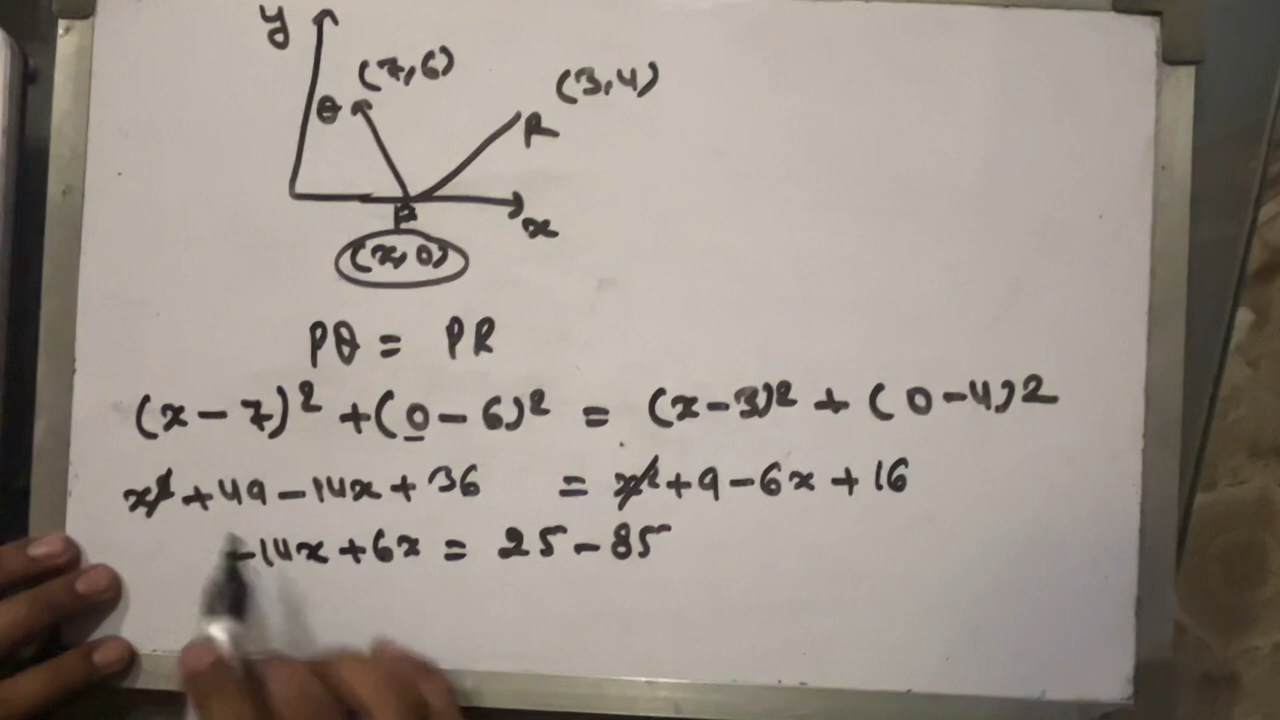 y
(7,6)
(3,4)
θ
R
P
x
(x,0)
Pθ = PR
(x-7)² + (0-6)² = (x-3)² + (0-4)2
x² + 49 - 14x + 36 = x² + 9 - 6x + 16
-14x + 6x = 25 - 85